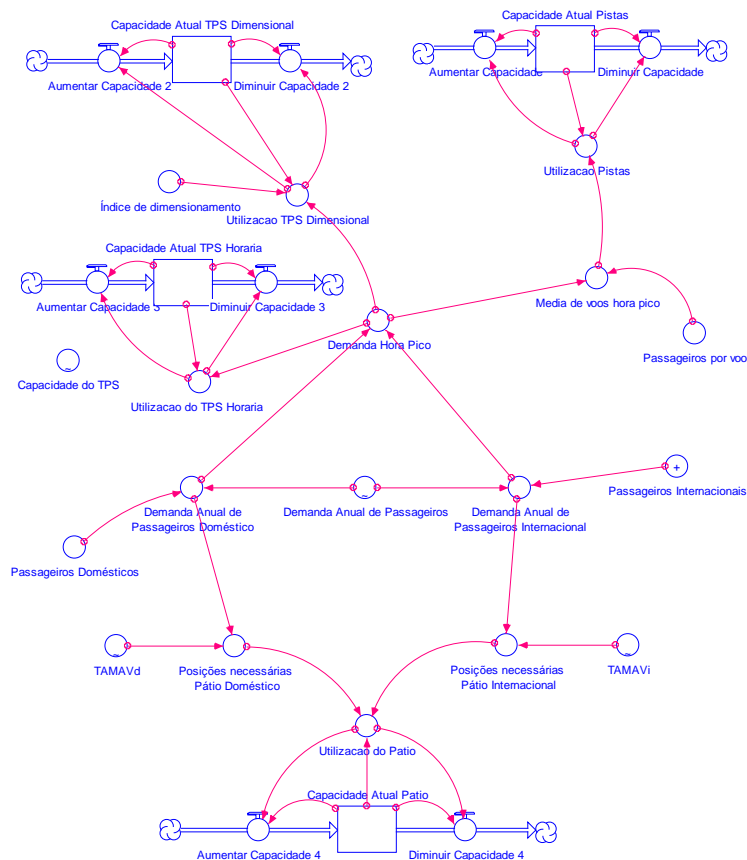 Capacidade Atual TPS Dimensional
Aumentar Capacidade 2
Diminuir Capacidade 2
Capacidade Atual Pistas
Aumentar Capacidade
Diminuir Capacidade
Utilizacao Pistas
Índice de dimensionamento
Utilizacao TPS Dimensional
Capacidade Atual TPS Horaria
Aumentar Capacidade 3
Diminuir Capacidade 3
Media de voos hora pico
Demanda Hora Pico
Passageiros por voo
Capacidade do TPS
~
Utilizacao do TPS Horaria
+
Passageiros Internacionais
Demanda Anual de
Passageiros Doméstico
~
Demanda Anual de Passageiros
Demanda Anual de
Passageiros Internacional
Passageiros Domésticos
~
TAMAVd
Posições necessárias
Pátio Doméstico
Posições necessárias
Pátio Internacional
~
TAMAVi
Utilizacao do Patio
Capacidade Atual Patio
Aumentar Capacidade 4
Diminuir Capacidade 4